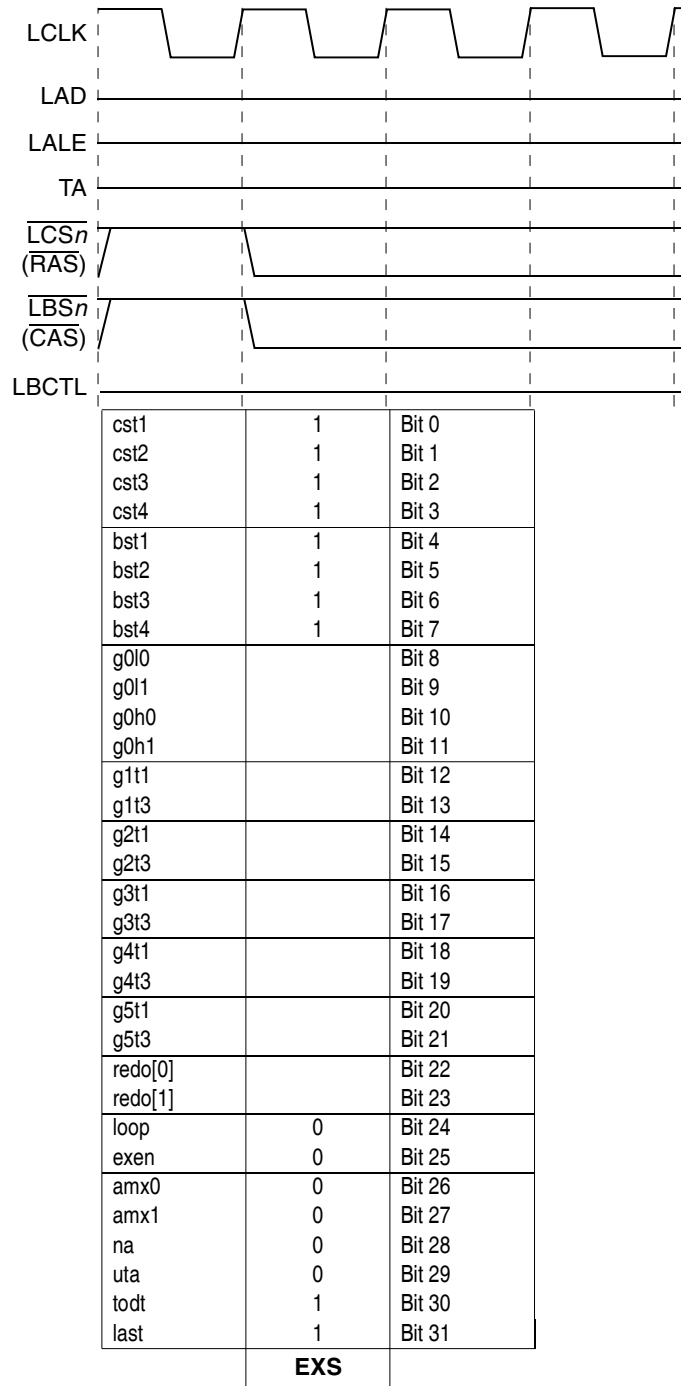 LCLK
LAD
LALE
TA
LCSn
(RAS)
LBSn
(CAS)
LBCTL
cst1 1 Bit 0
cst2 1 Bit 1
cst3 1 Bit 2
cst4 1 Bit 3
bst1 1 Bit 4
bst2 1 Bit 5
bst3 1 Bit 6
bst4 1 Bit 7
g0l0 Bit 8
g0l1 Bit 9
g0h0 Bit 10
g0h1 Bit 11
g1t1 Bit 12
g1t3 Bit 13
g2t1 Bit 14
g2t3 Bit 15
g3t1 Bit 16
g3t3 Bit 17
g4t1 Bit 18
g4t3 Bit 19
g5t1 Bit 20
g5t3 Bit 21
redo[0] Bit 22
redo[1] Bit 23
loop 0 Bit 24
exen 0 Bit 25
amx0 0 Bit 26
amx1 0 Bit 27
na 0 Bit 28
uta 0 Bit 29
todt 1 Bit 30
last 1 Bit 31
EXS